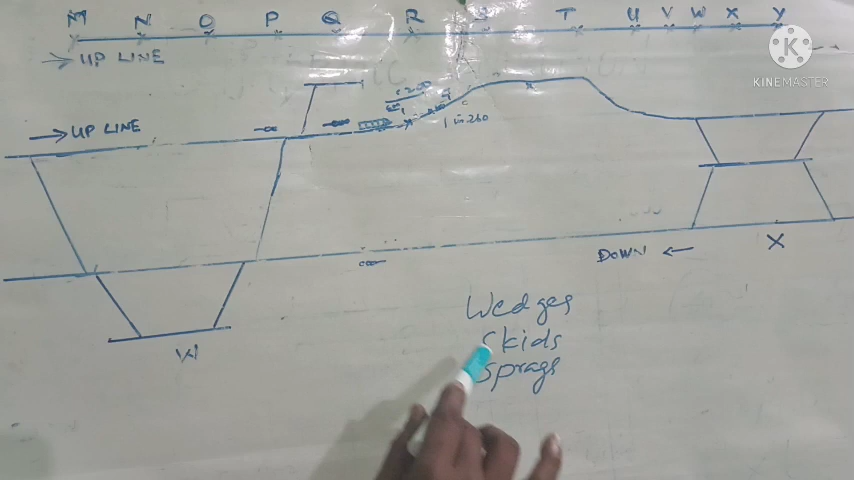 M N O P Q R S T U V W X Y
UP LINE
K
KINEMASTER
UP LINE
1 in 260
DOWN
X
Wedges
Skids
Sprags
W